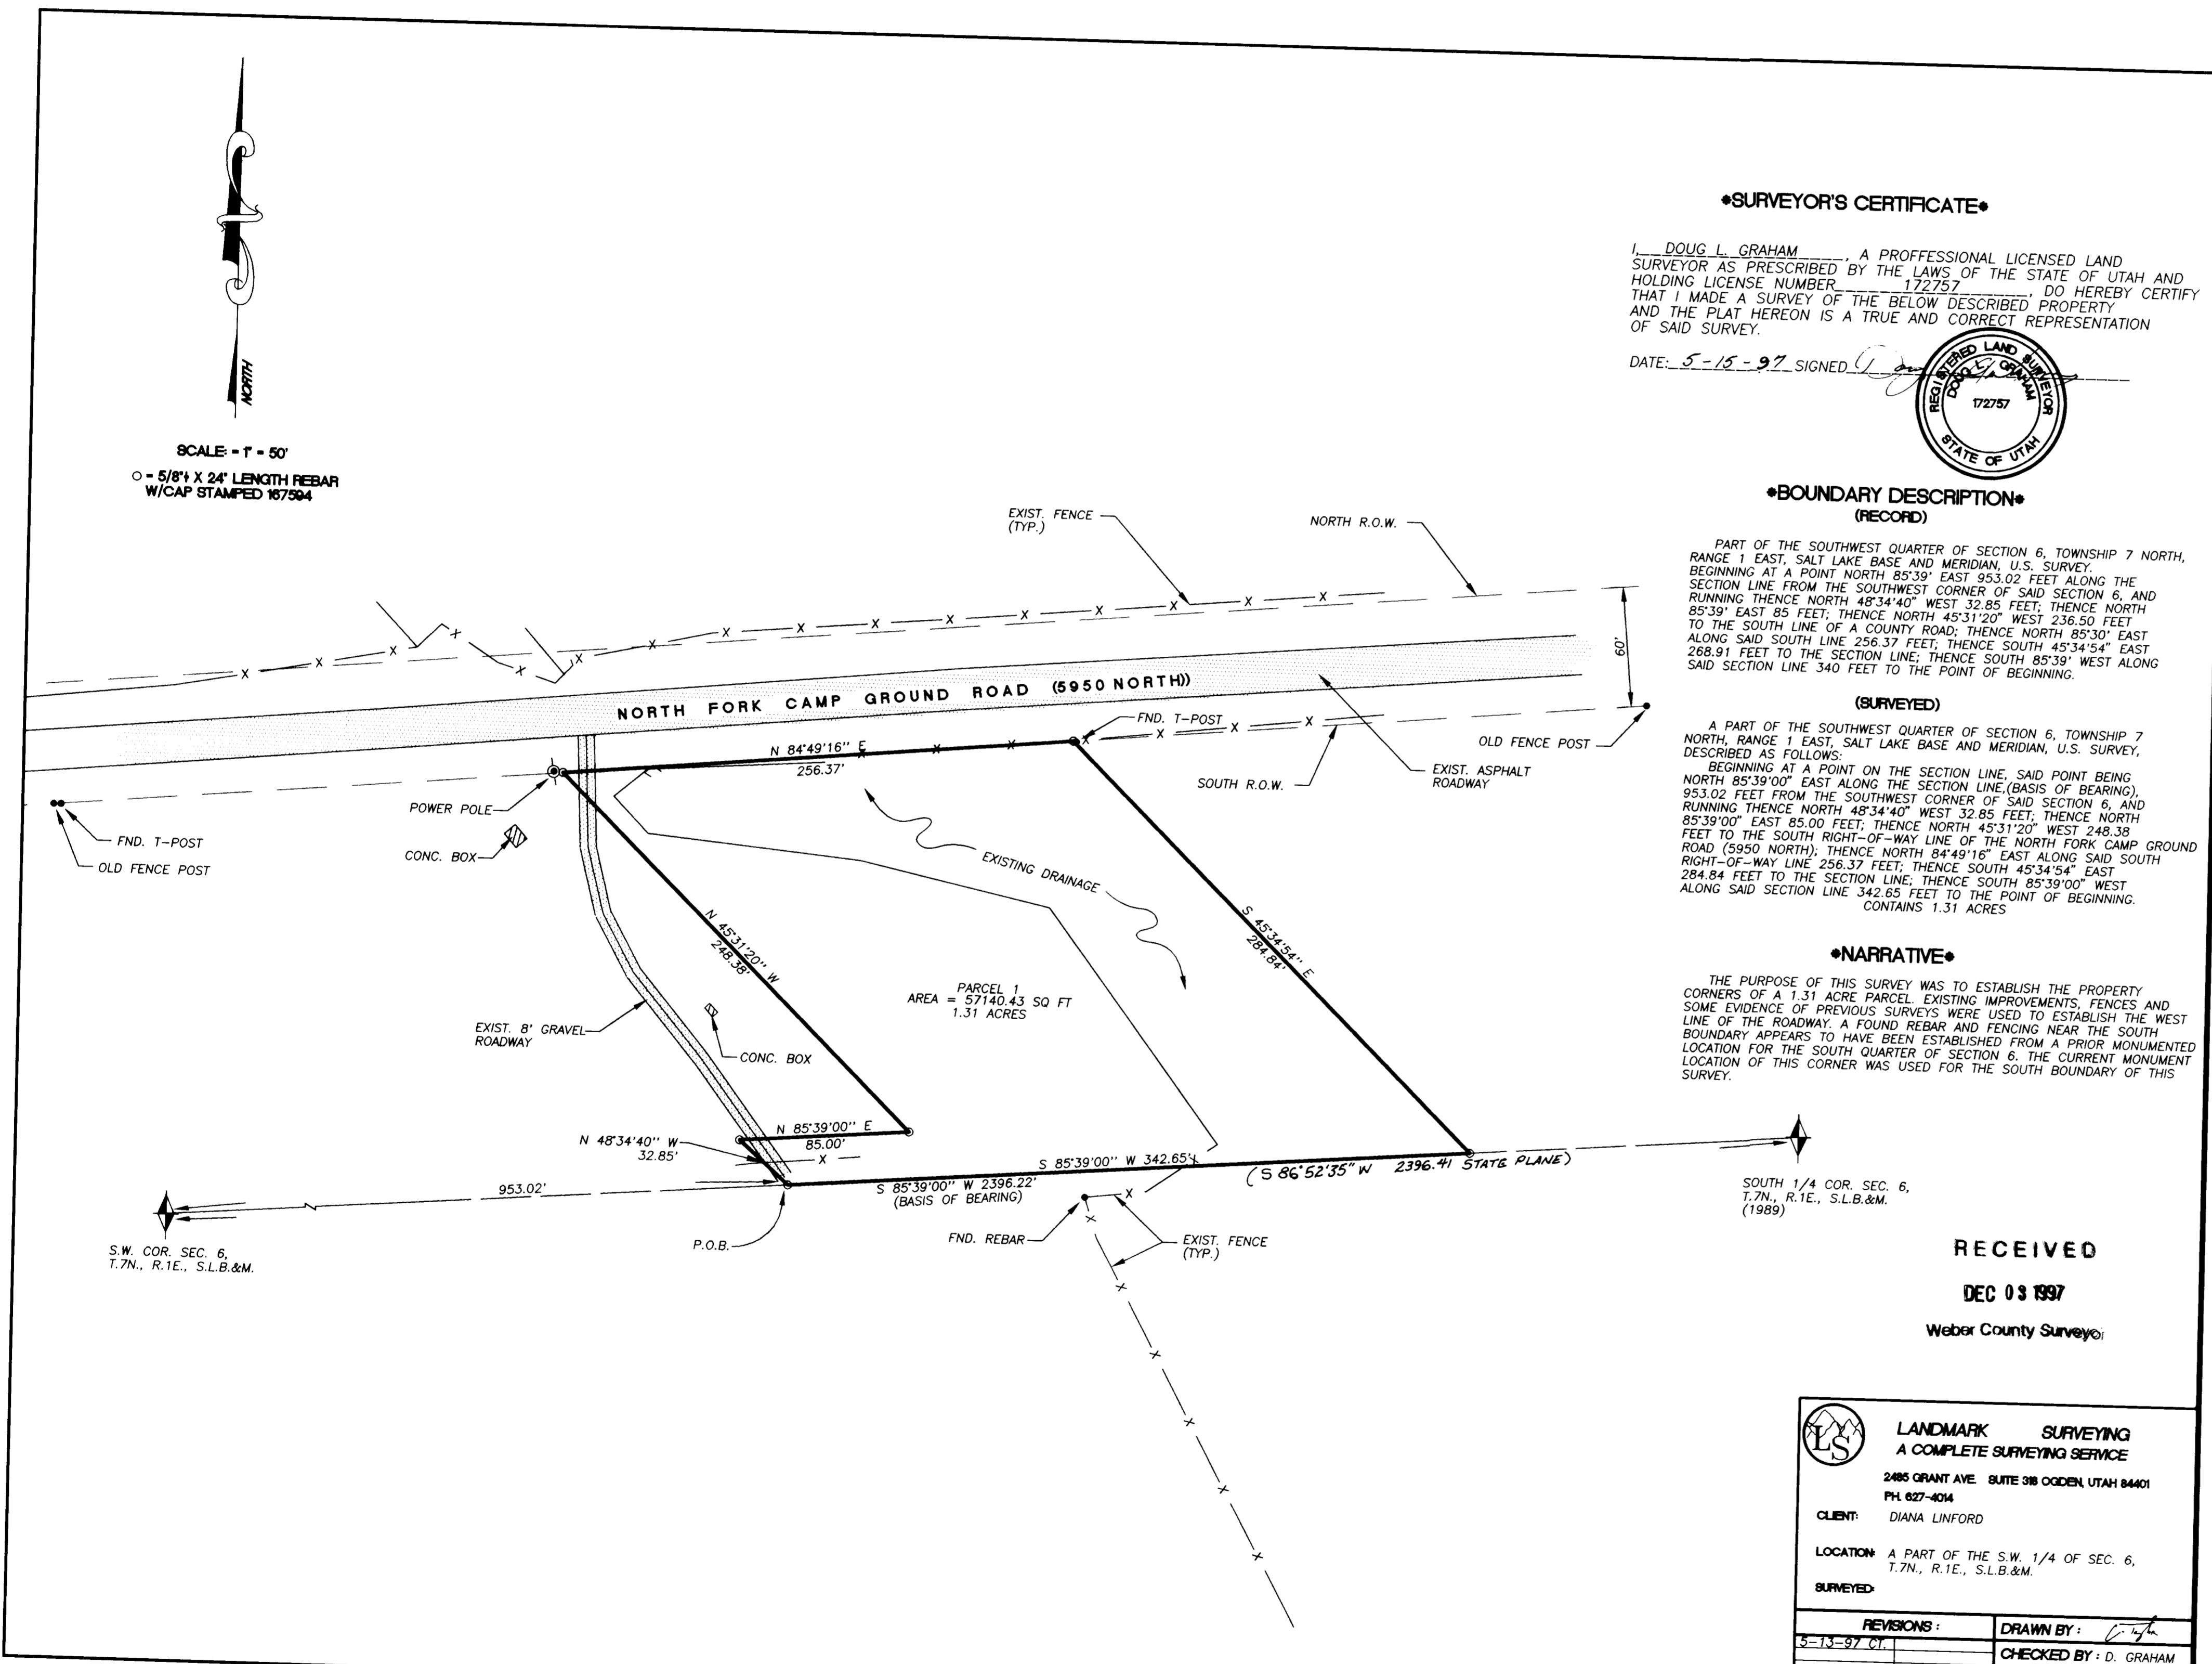 NORTH
SCALE: = 1" = 50'
O = 5/8"ɸ X 24" LENGTH REBAR
W/CAP STAMPED 167594
*SURVEYOR'S CERTIFICATE*
I, DOUG L. GRAHAM, A PROFFESSIONAL LICENSED LAND
SURVEYOR AS PRESCRIBED BY THE LAWS OF THE STATE OF UTAH AND
HOLDING LICENSE NUMBER 172757, DO HEREBY CERTIFY
THAT I MADE A SURVEY OF THE BELOW DESCRIBED PROPERTY
AND THE PLAT HEREON IS A TRUE AND CORRECT REPRESENTATION
OF SAID SURVEY.
DATE: 5-15-97 SIGNED
REGISTERED LAND SURVEYOR
DOUG L. GRAHAM
172757
STATE OF UTAH
*BOUNDARY DESCRIPTION*
(RECORD)
PART OF THE SOUTHWEST QUARTER OF SECTION 6, TOWNSHIP 7 NORTH,
RANGE 1 EAST, SALT LAKE BASE AND MERIDIAN, U.S. SURVEY.
BEGINNING AT A POINT NORTH 85°39' EAST 953.02 FEET ALONG THE
SECTION LINE FROM THE SOUTHWEST CORNER OF SAID SECTION 6, AND
RUNNING THENCE NORTH 48°34'40" WEST 32.85 FEET; THENCE NORTH
85°39' EAST 85 FEET; THENCE NORTH 45°31'20" WEST 236.50 FEET
TO THE SOUTH LINE OF A COUNTY ROAD; THENCE NORTH 85°30' EAST
ALONG SAID SOUTH LINE 256.37 FEET; THENCE SOUTH 45°34'54" EAST
268.91 FEET TO THE SECTION LINE; THENCE SOUTH 85°39' WEST ALONG
SAID SECTION LINE 340 FEET TO THE POINT OF BEGINNING.
(SURVEYED)
A PART OF THE SOUTHWEST QUARTER OF SECTION 6, TOWNSHIP 7
NORTH, RANGE 1 EAST, SALT LAKE BASE AND MERIDIAN, U.S. SURVEY,
DESCRIBED AS FOLLOWS:
BEGINNING AT A POINT ON THE SECTION LINE, SAID POINT BEING
NORTH 85°39'00" EAST ALONG THE SECTION LINE,(BASIS OF BEARING),
953.02 FEET FROM THE SOUTHWEST CORNER OF SAID SECTION 6, AND
RUNNING THENCE NORTH 48°34'40" WEST 32.85 FEET; THENCE NORTH
85°39'00" EAST 85.00 FEET; THENCE NORTH 45°31'20" WEST 248.38
FEET TO THE SOUTH RIGHT-OF-WAY LINE OF THE NORTH FORK CAMP GROUND
ROAD (5950 NORTH); THENCE NORTH 84°49'16" EAST ALONG SAID SOUTH
RIGHT-OF-WAY LINE 256.37 FEET; THENCE SOUTH 45°34'54" EAST
284.84 FEET TO THE SECTION LINE; THENCE SOUTH 85°39'00" WEST
ALONG SAID SECTION LINE 342.65 FEET TO THE POINT OF BEGINNING.
CONTAINS 1.31 ACRES
*NARRATIVE*
THE PURPOSE OF THIS SURVEY WAS TO ESTABLISH THE PROPERTY
CORNERS OF A 1.31 ACRE PARCEL. EXISTING IMPROVEMENTS, FENCES AND
SOME EVIDENCE OF PREVIOUS SURVEYS WERE USED TO ESTABLISH THE WEST
LINE OF THE ROADWAY. A FOUND REBAR AND FENCING NEAR THE SOUTH
BOUNDARY APPEARS TO HAVE BEEN ESTABLISHED FROM A PRIOR MONUMENTED
LOCATION FOR THE SOUTH QUARTER OF SECTION 6. THE CURRENT MONUMENT
LOCATION OF THIS CORNER WAS USED FOR THE SOUTH BOUNDARY OF THIS
SURVEY.
EXIST. FENCE
(TYP.)
NORTH R.O.W.
60'
NORTH FORK CAMP GROUND ROAD (5950 NORTH))
FND. T-POST
OLD FENCE POST
SOUTH R.O.W.
EXIST. ASPHALT
ROADWAY
N 84°49'16" E
256.37'
POWER POLE
FND. T-POST
OLD FENCE POST
CONC. BOX
EXISTING DRAINAGE
N 45°31'20" W
248.38'
S 45°34'54" E
284.84'
PARCEL 1
AREA = 57140.43 SQ FT
1.31 ACRES
EXIST. 8' GRAVEL
ROADWAY
CONC. BOX
N 48°34'40" W
32.85'
N 85°39'00" E
85.00'
S 85°39'00" W 342.65'
(S 86°52'35" W 2396.41 STATE PLANE)
S 85°39'00" W 2396.22'
(BASIS OF BEARING)
953.02'
P.O.B.
FND. REBAR
EXIST. FENCE
(TYP.)
S.W. COR. SEC. 6,
T.7N., R.1E., S.L.B.&M.
SOUTH 1/4 COR. SEC. 6,
T.7N., R.1E., S.L.B.&M.
(1989)
RECEIVED
DEC 03 1997
Weber County Surveyor
LS
LANDMARK SURVEYING
A COMPLETE SURVEYING SERVICE
2485 GRANT AVE. SUITE 318 OGDEN, UTAH 84401
PH. 627-4014
CLIENT: DIANA LINFORD
LOCATION: A PART OF THE S.W. 1/4 OF SEC. 6,
T.7N., R.1E., S.L.B.&M.
SURVEYED:
REVISIONS :
5-13-97 CT.
DRAWN BY :
CHECKED BY : D. GRAHAM